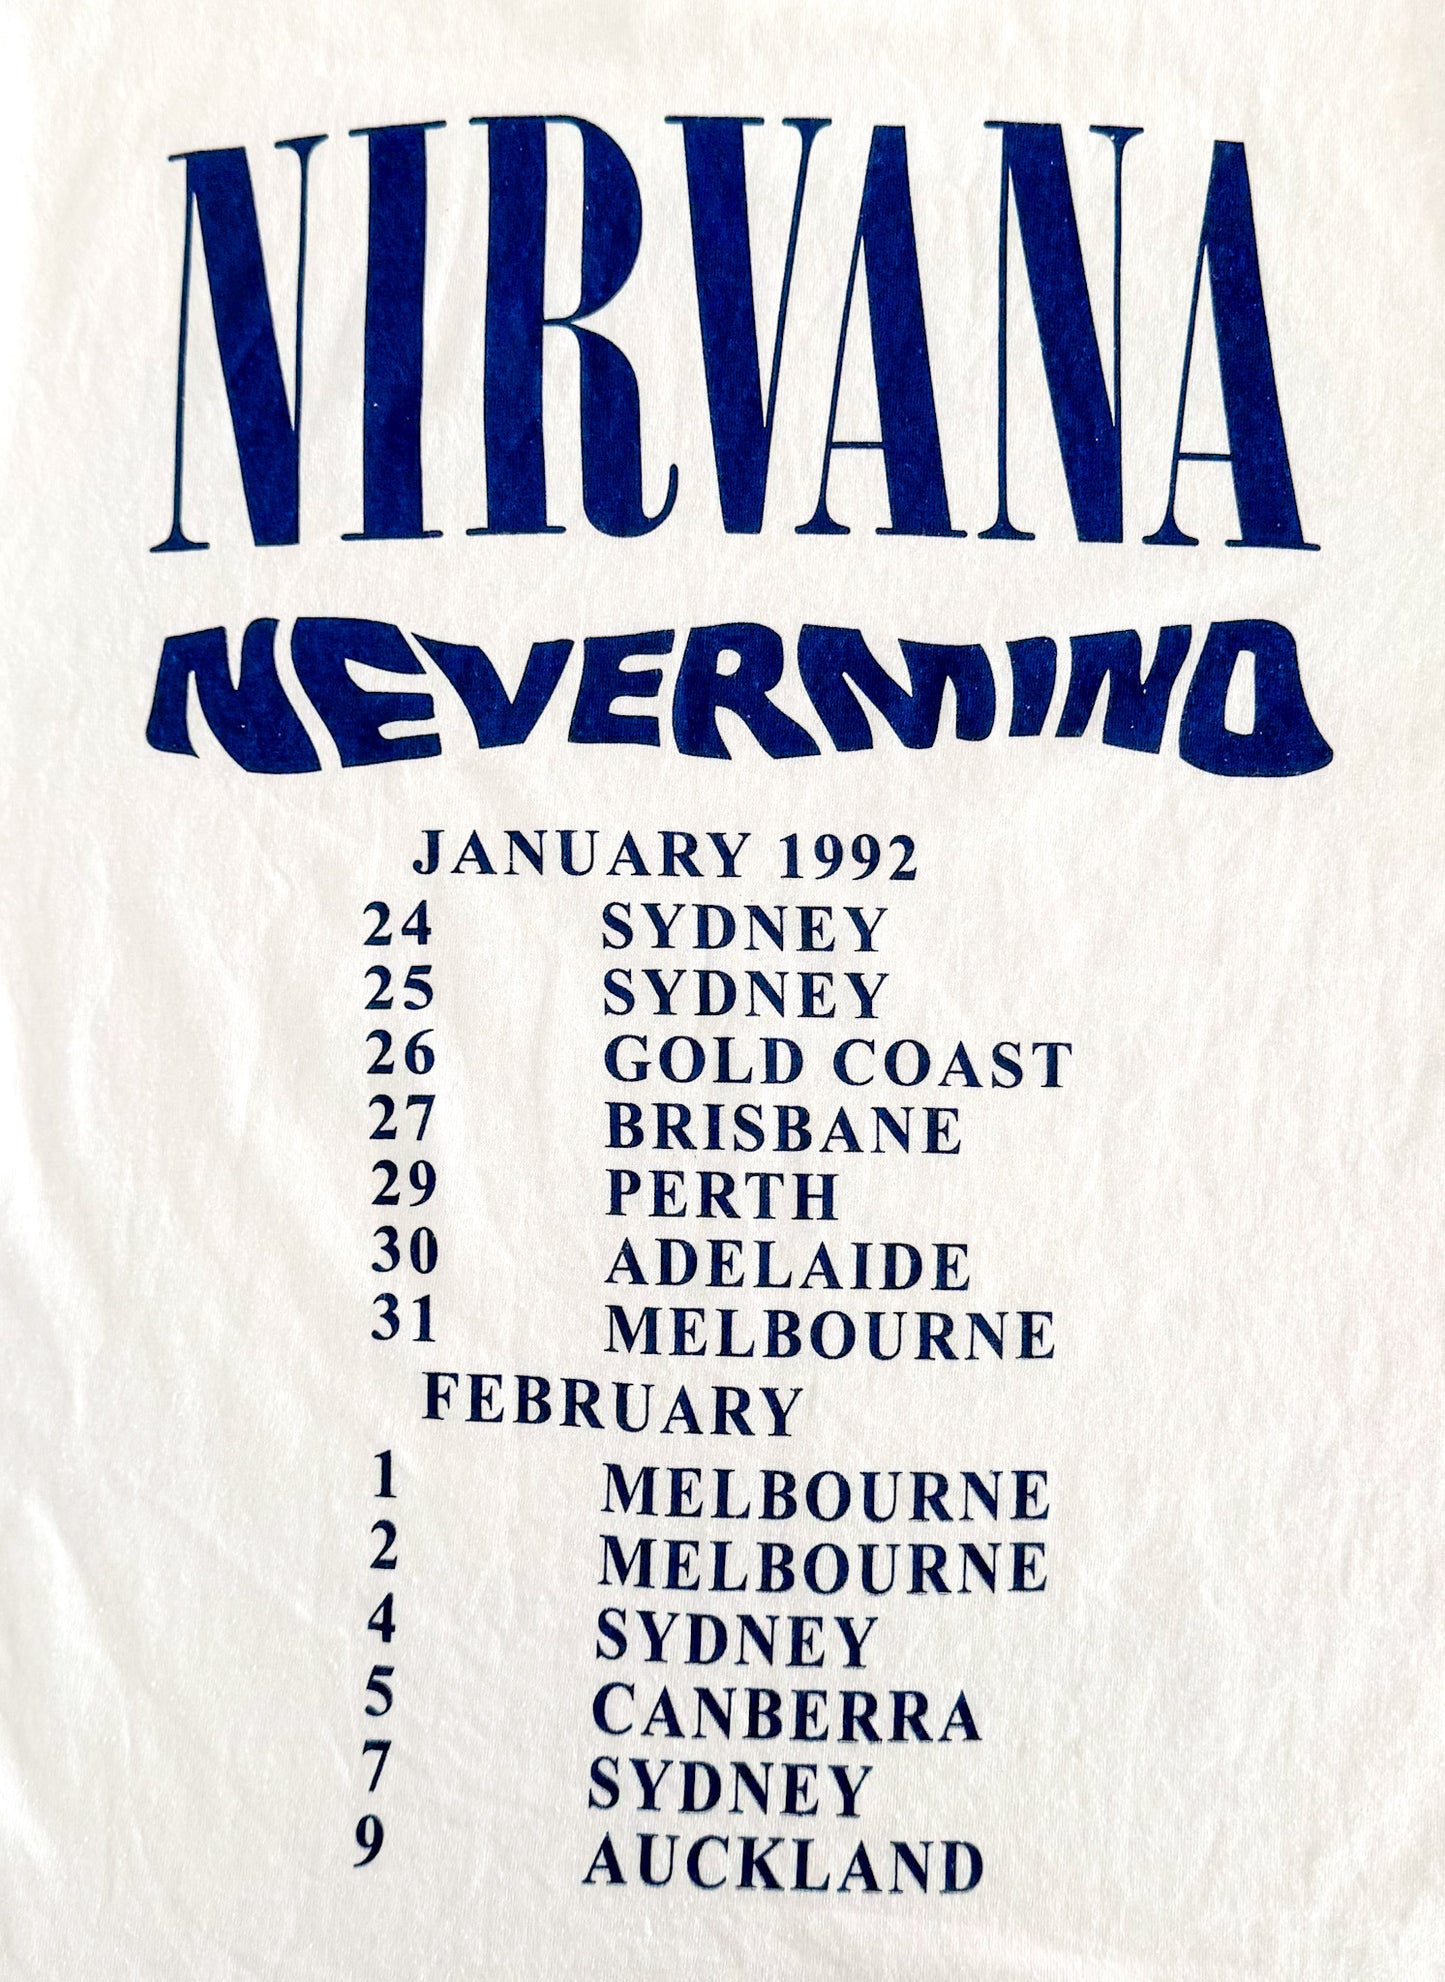 NIRVANA
NEVERMIND
JANUARY 1992
24 SYDNEY
25 SYDNEY
26 GOLD COAST
27 BRISBANE
29 PERTH
30 ADELAIDE
31 MELBOURNE
FEBRUARY
1 MELBOURNE
2 MELBOURNE
4 SYDNEY
5 CANBERRA
7 SYDNEY
9 AUCKLAND